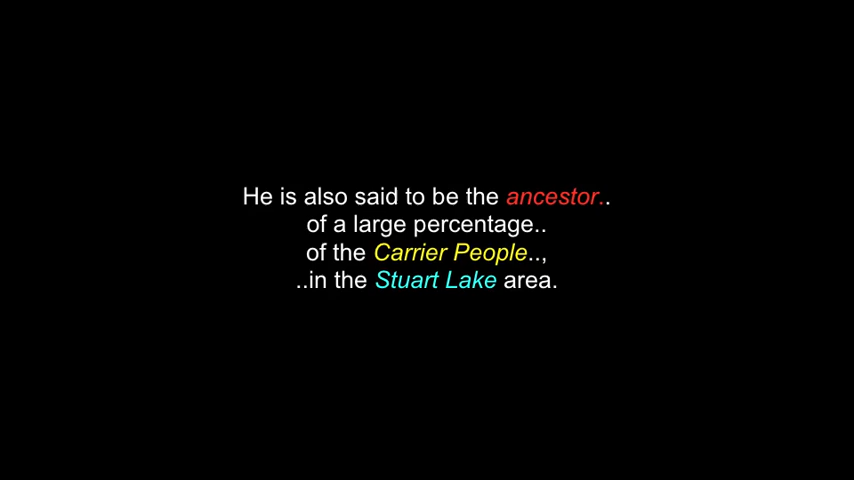 He is also said to be the ancestor..
of a large percentage..
of the Carrier People..,
..in the Stuart Lake area.